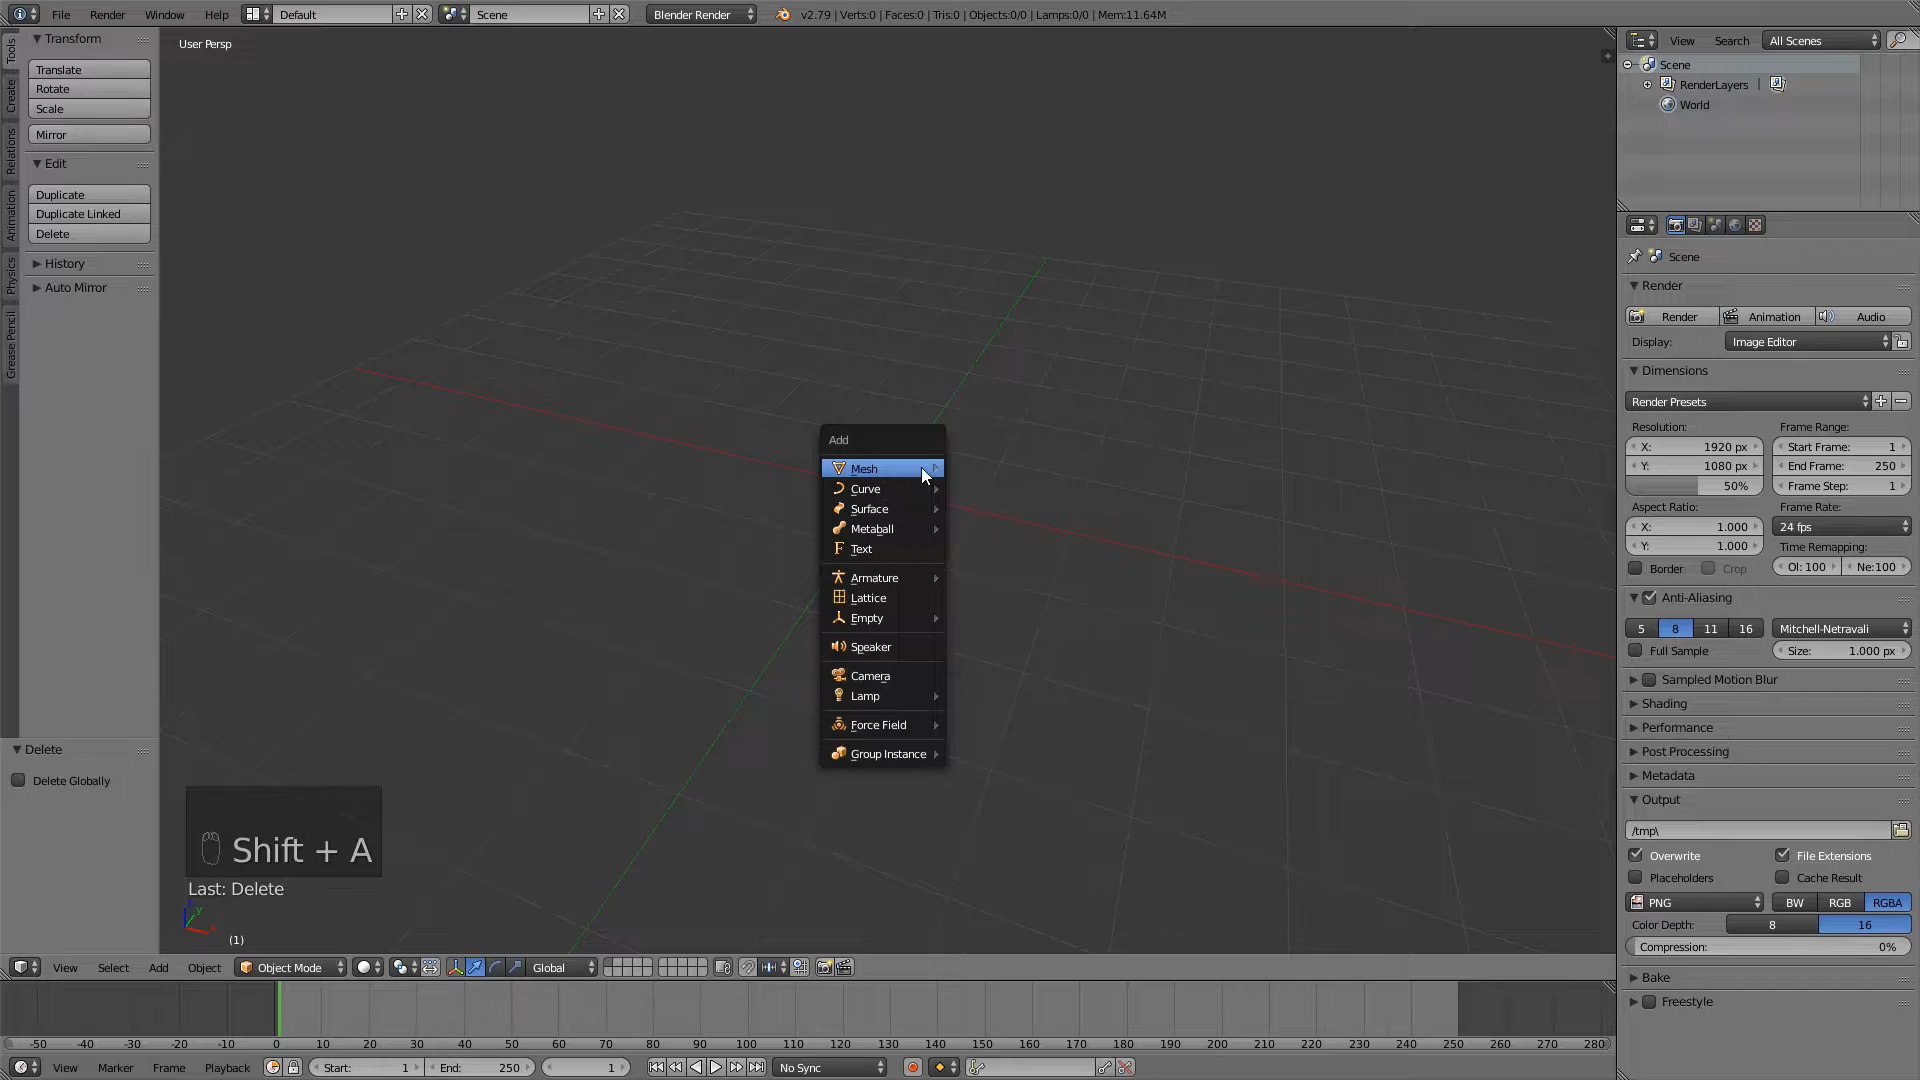 File Render Window Help Default Scene Blender Render v2.79 | Verts:0 | Faces:0 | Tris:0 | Objects:0/0 | Lamps:0/0 | Mem:11.64M
Tools
Create
Relations
Animation
Physics
Grease Pencil
Transform
Translate
Rotate
Scale
Mirror
Edit
Duplicate
Duplicate Linked
Delete
History
Auto Mirror
Delete
Delete Globally
User Persp
Add
Mesh
Curve
Surface
Metaball
Text
Armature
Lattice
Empty
Speaker
Camera
Lamp
Force Field
Group Instance
Shift + A
Last: Delete
z
y
x
(1)
View Select Add Object Object Mode Global
-50 -40 -30 -20 -10 0 10 20 30 40 50 60 70 80 90 100 110 120 130 140 150 160 170 180 190 200 210 220 230 240 250 260 270 280
View Marker Frame Playback Start: 1 End: 250 1 No Sync
View Search All Scenes
Scene
RenderLayers |
World
Scene
Render
Render Animation Audio
Display: Image Editor
Dimensions
Render Presets
Resolution: Frame Range:
X: 1920 px Start Frame: 1
Y: 1080 px End Frame: 250
50% Frame Step: 1
Aspect Ratio: Frame Rate:
X: 1.000 24 fps
Y: 1.000 Time Remapping:
Border Crop Ol: 100 Ne:100
Anti-Aliasing
5 8 11 16 Mitchell-Netravali
Full Sample Size: 1.000 px
Sampled Motion Blur
Shading
Performance
Post Processing
Metadata
Output
/tmp\
Overwrite File Extensions
Placeholders Cache Result
PNG BW RGB RGBA
Color Depth: 8 16
Compression: 0%
Bake
Freestyle